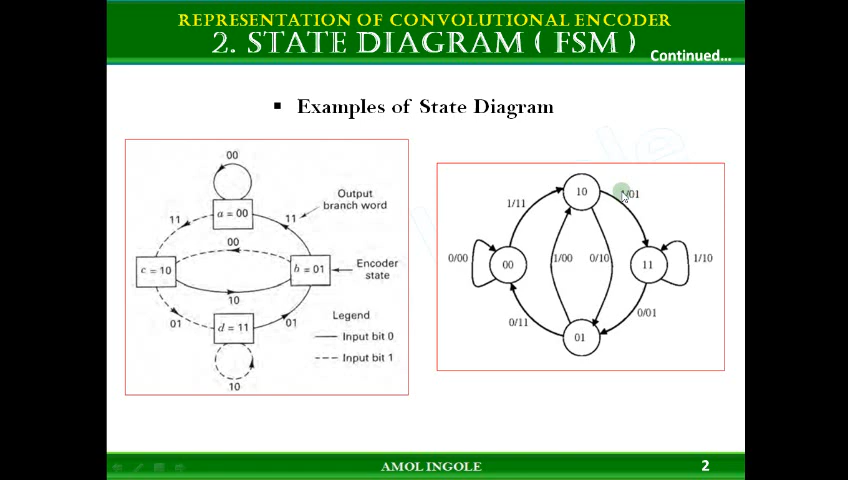 REPRESENTATION OF CONVOLUTIONAL ENCODER
2. STATE DIAGRAM ( FSM )
Continued...
Examples of State Diagram
00
a = 00
11
11
Output
branch word
00
c = 10
b = 01
Encoder
state
10
01
d = 11
01
10
Legend
Input bit 0
Input bit 1
10
1/11
1/01
0/00
00
1/00
0/10
11
1/10
0/11
0/01
01
AMOL INGOLE
2